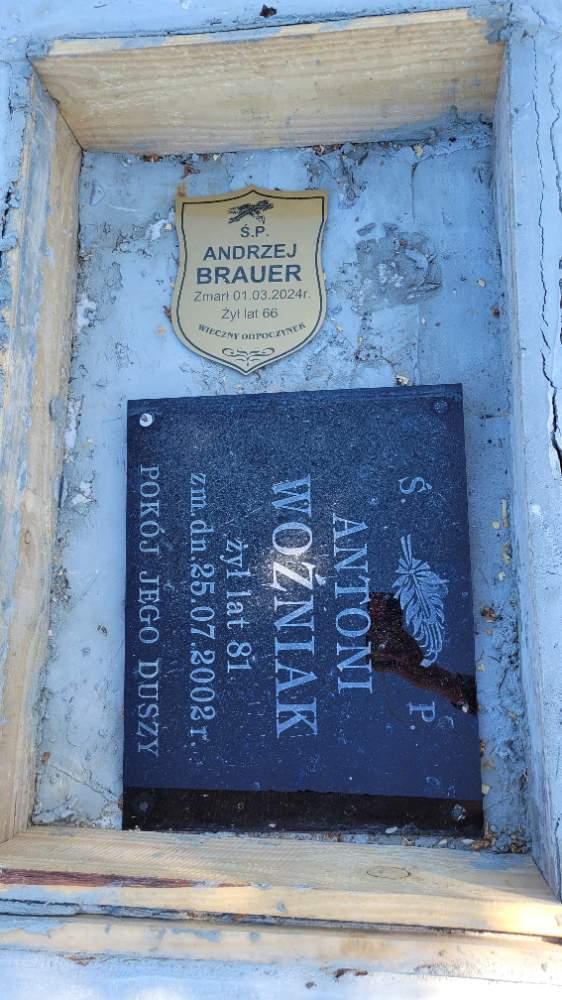 Ś.P.
ANDRZEJ
BRAUER
Zmarł 01.03.2024r.
Żył lat 66
WIECZNY ODPOCZYNEK
Ś. P.
ANTONI
WOŹNIAK
żył lat 81
zm. dn. 25.07.2002 r.
POKÓJ JEGO DUSZY